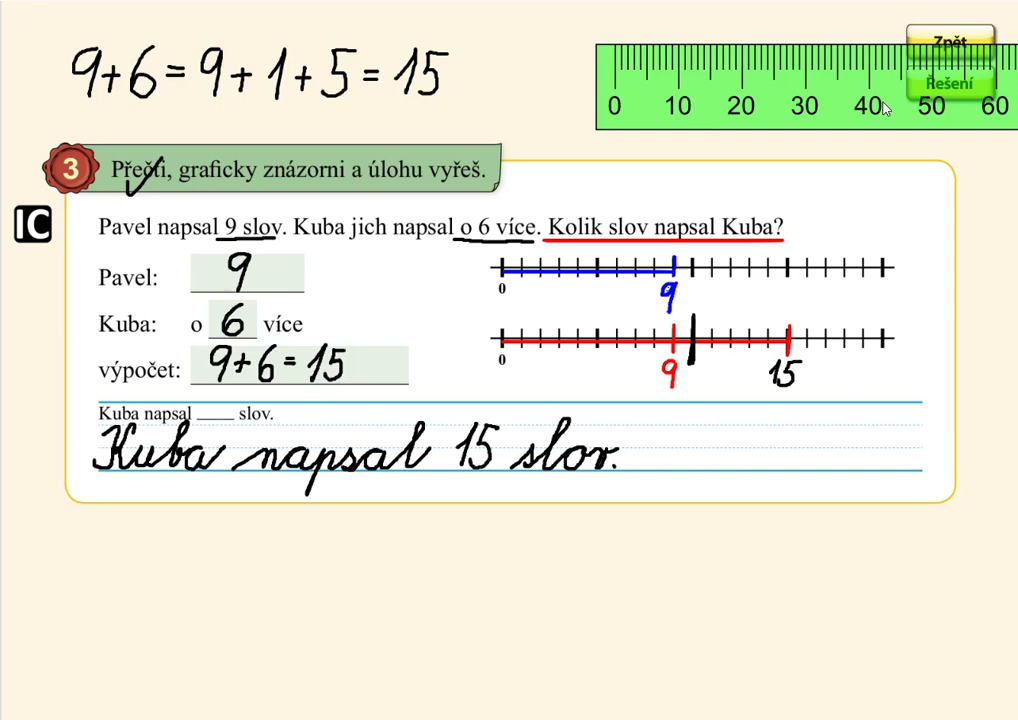 9+6=9+1+5=15
Zpět
Řešení
0 10 20 30 40 50 60
3 Přečti, graficky znázorni a úlohu vyřeš.
IC
Pavel napsal 9 slov. Kuba jich napsal o 6 více. Kolik slov napsal Kuba?
Pavel: 9
0 9
Kuba: o 6 více
0 9 15
výpočet: 9+6=15
Kuba napsal ____ slov.
Kuba napsal 15 slov.